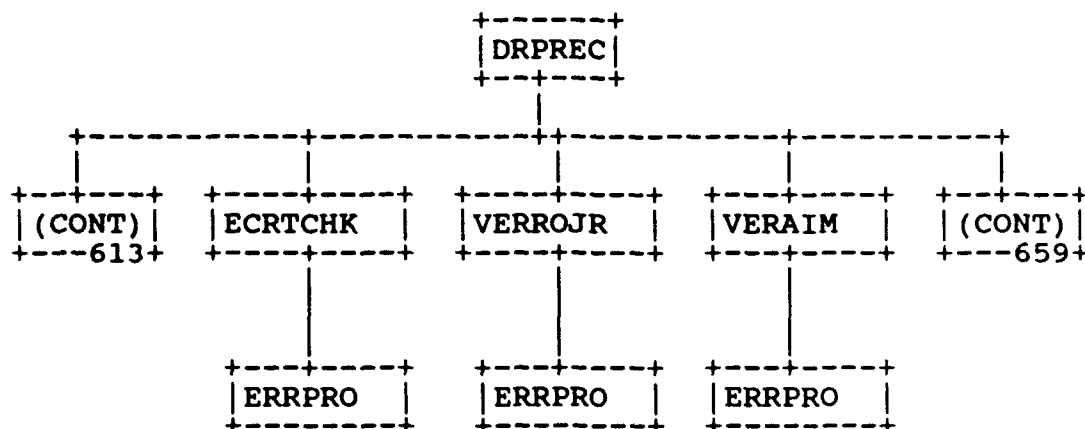 DRPREC
(CONT) ECRTCHK VERROJR VERAIM (CONT)
613 659
ERRPRO ERRPRO ERRPRO